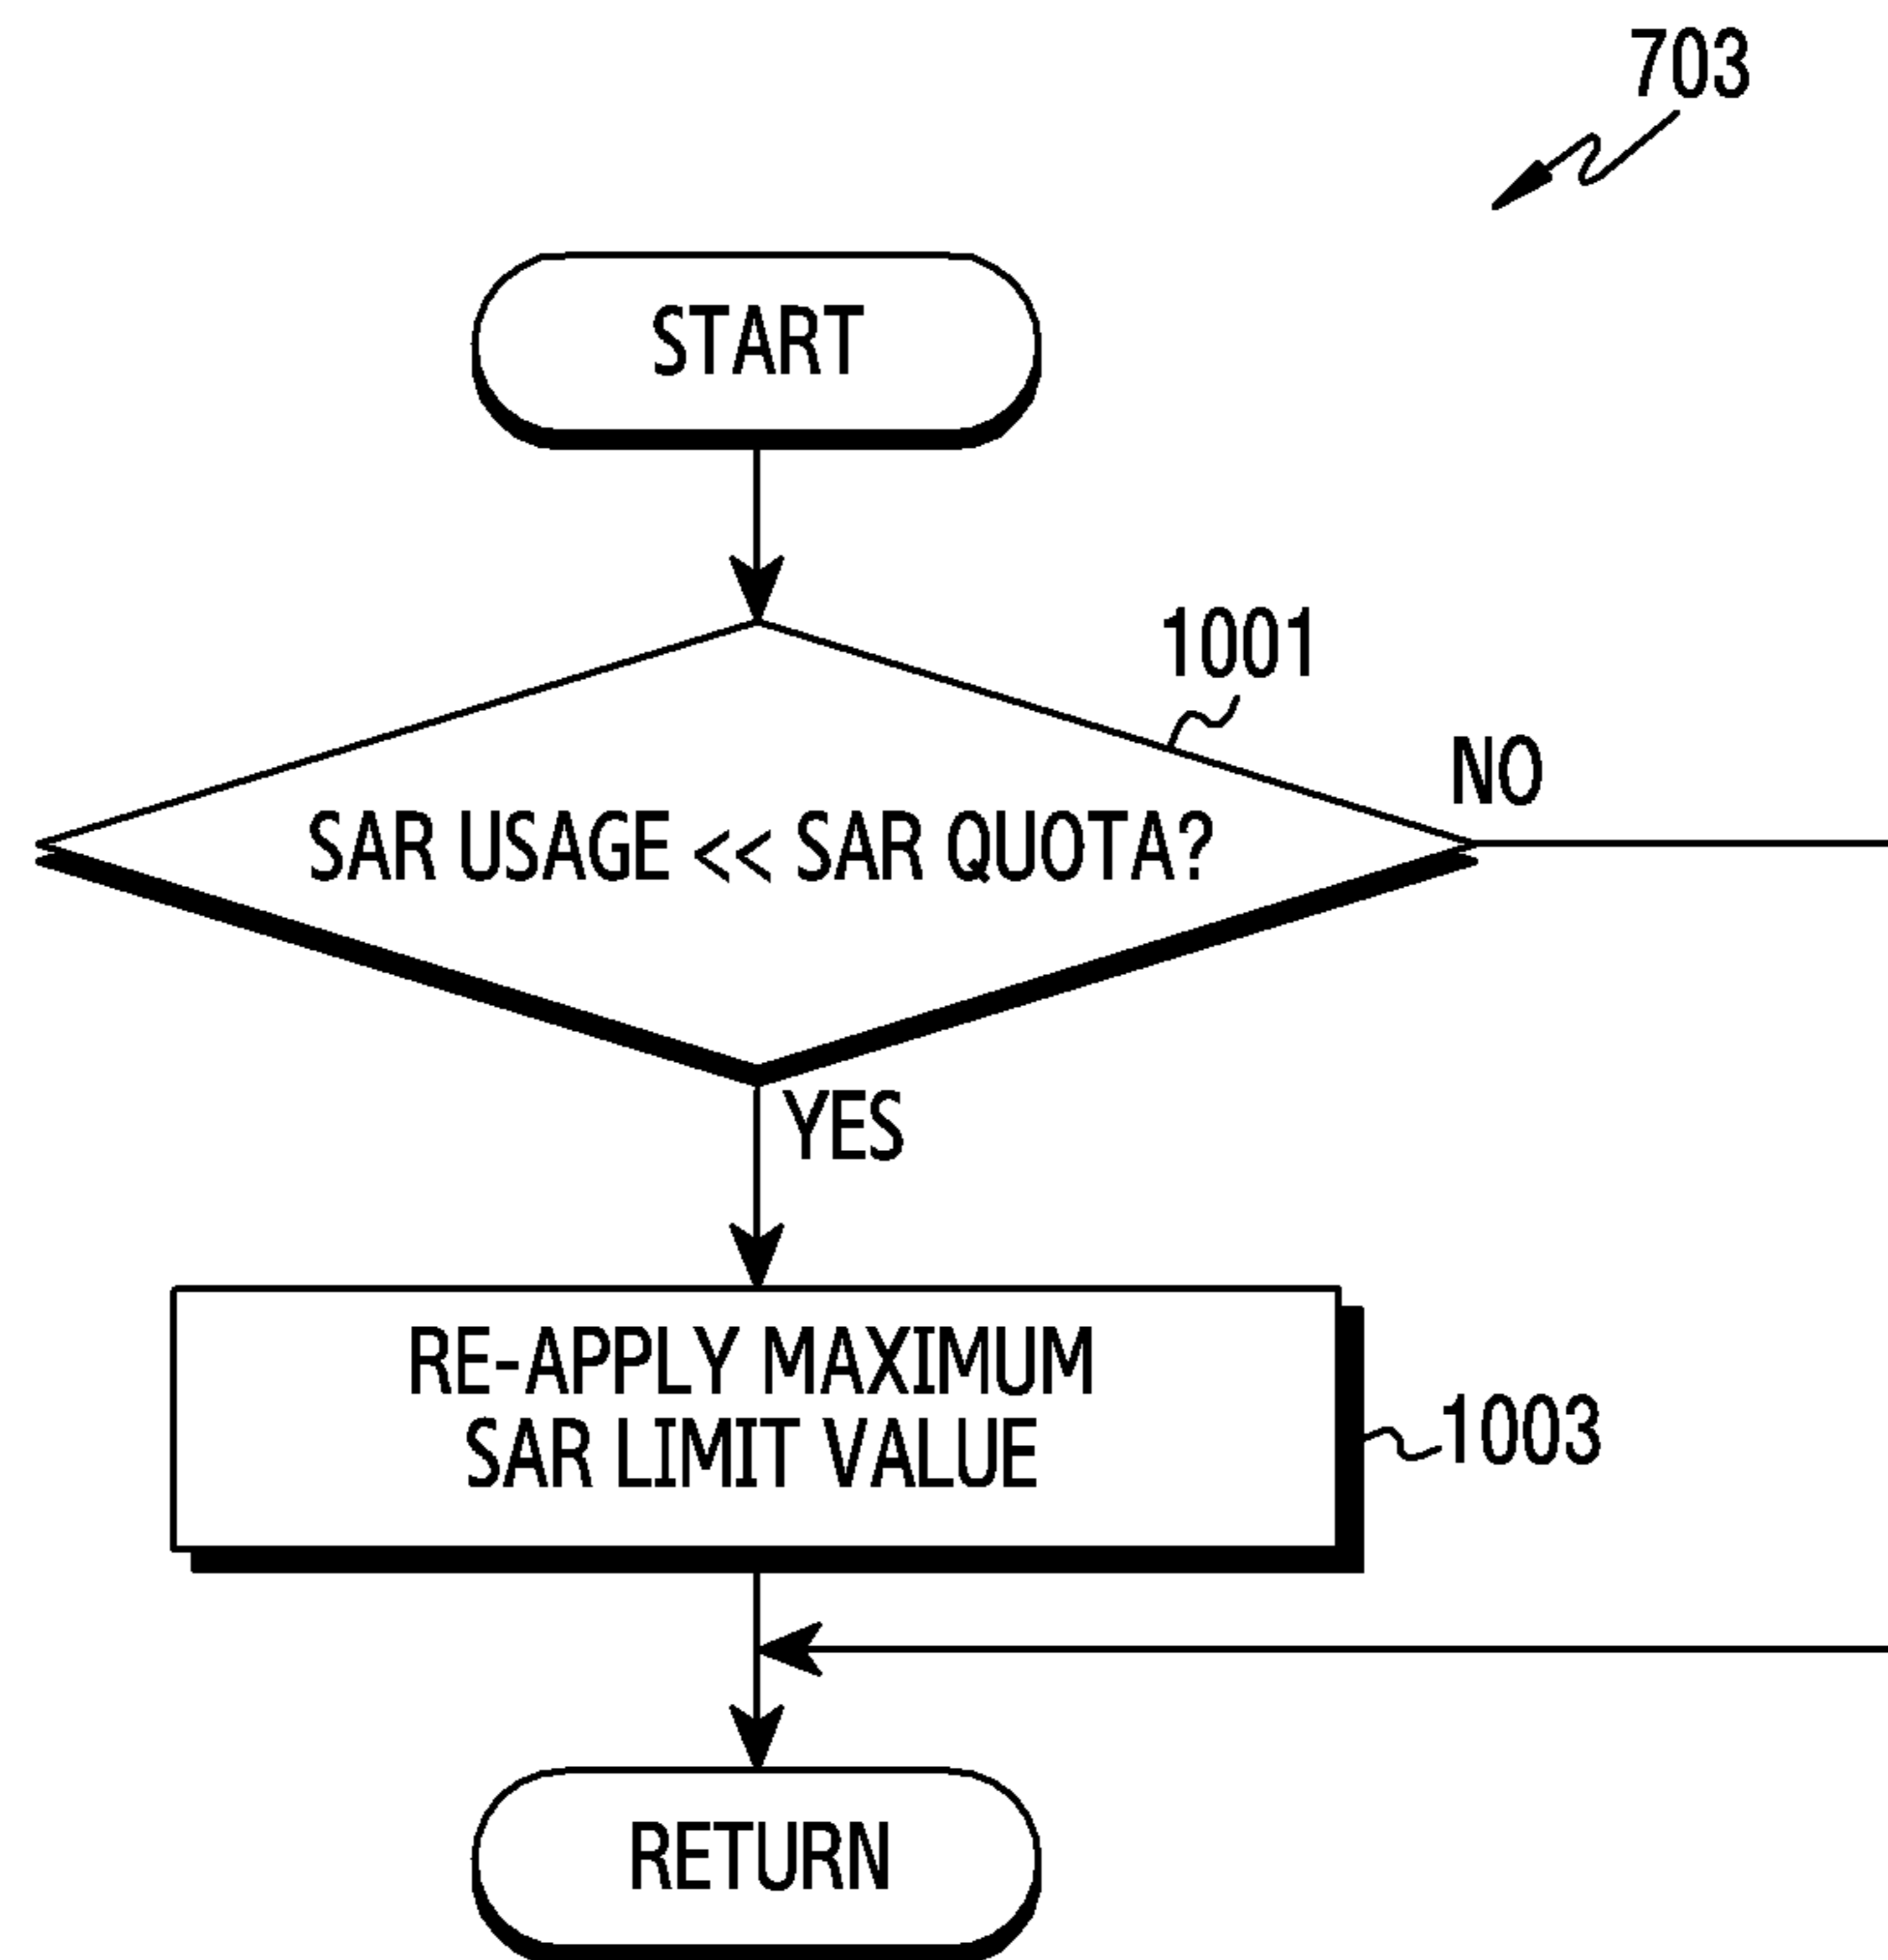 703
START
1001
NO
SAR USAGE << SAR QUOTA?
YES
RE-APPLY MAXIMUM
SAR LIMIT VALUE
1003
RETURN